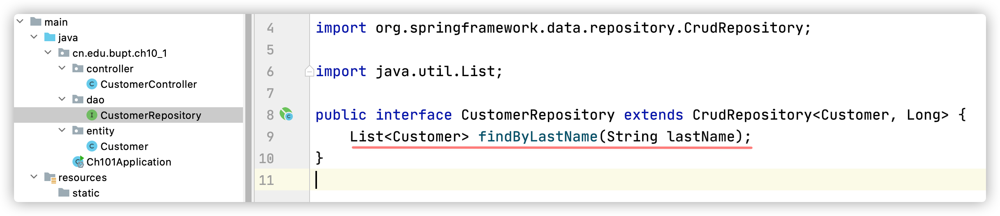 main
java
cn.edu.bupt.ch10_1
controller
CustomerController
dao
CustomerRepository
entity
Customer
Ch101Application
resources
static
4 import org.springframework.data.repository.CrudRepository;
5
6 import java.util.List;
7
8 public interface CustomerRepository extends CrudRepository<Customer, Long> {
9 List<Customer> findByLastName(String lastName);
10 }
11